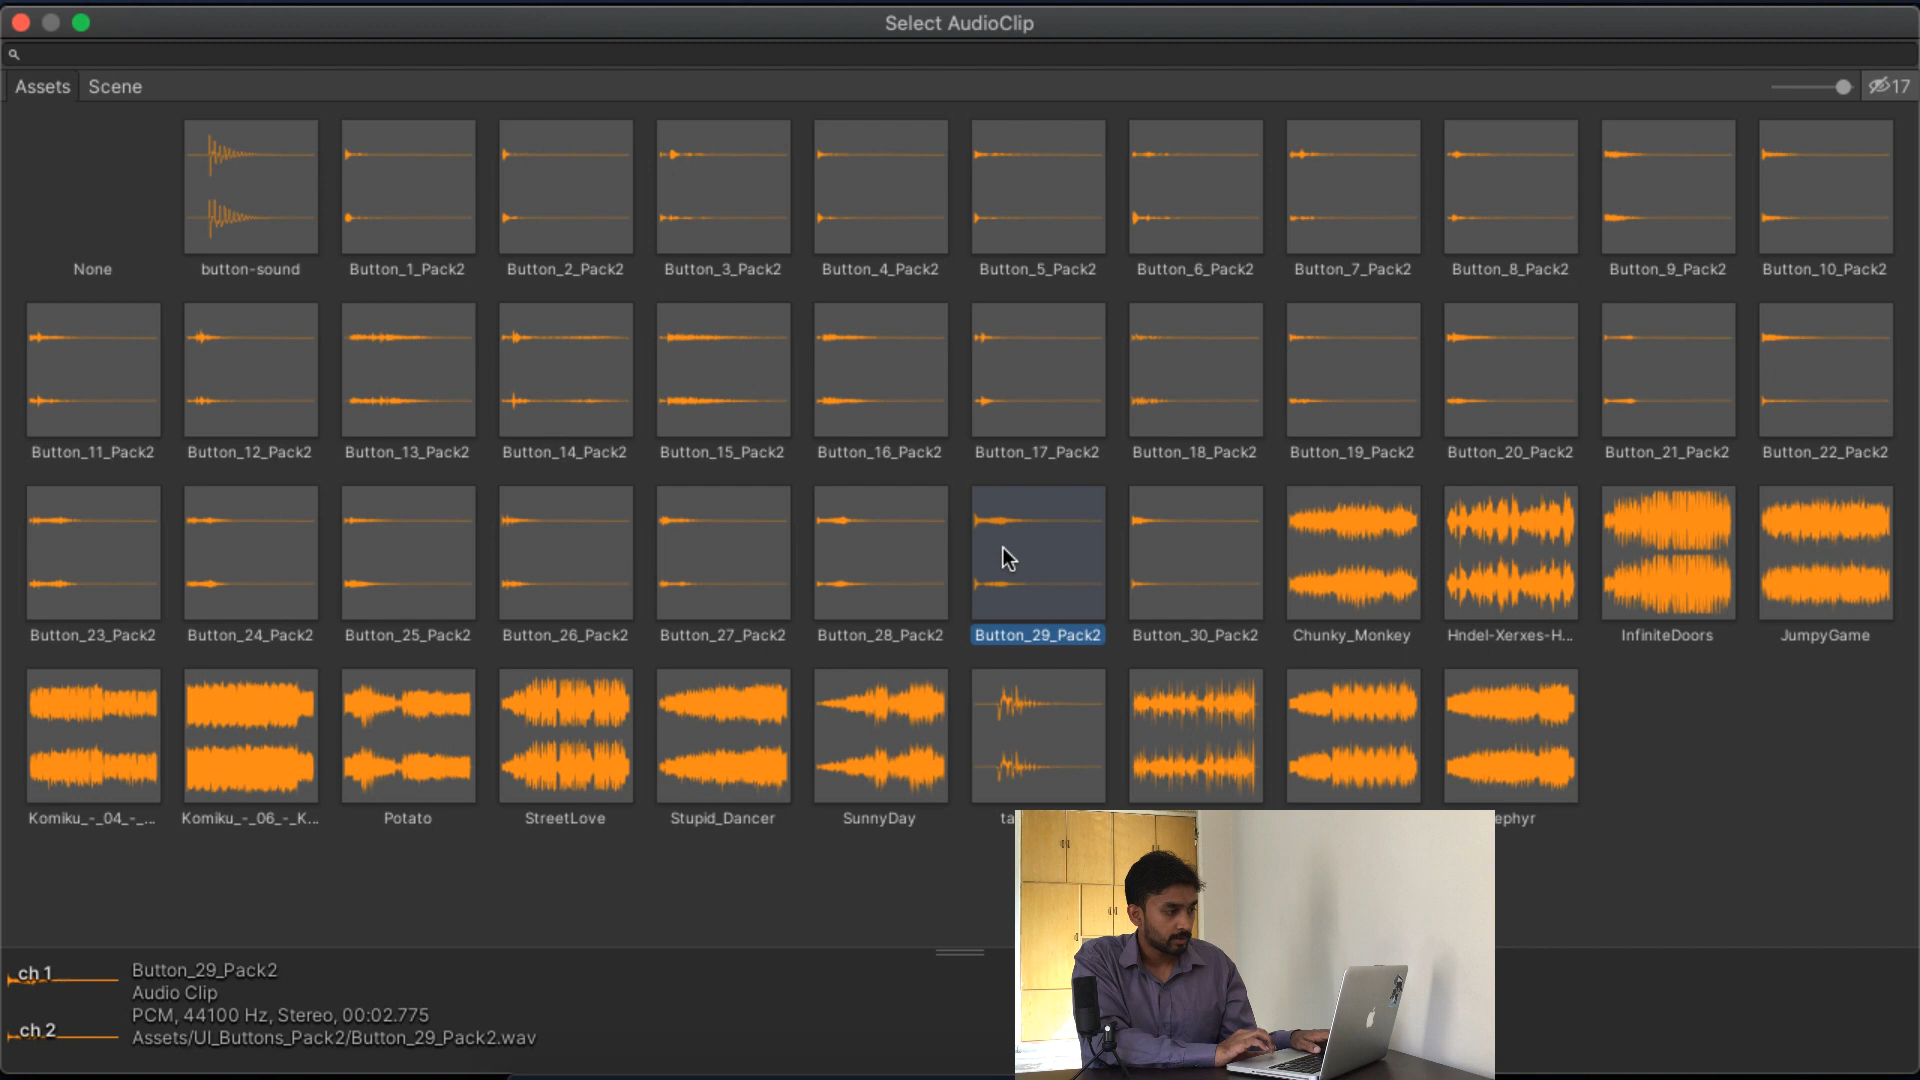 Select AudioClip
Assets Scene 17
None button-sound Button_1_Pack2 Button_2_Pack2 Button_3_Pack2 Button_4_Pack2 Button_5_Pack2 Button_6_Pack2 Button_7_Pack2 Button_8_Pack2 Button_9_Pack2 Button_10_Pack2
Button_11_Pack2 Button_12_Pack2 Button_13_Pack2 Button_14_Pack2 Button_15_Pack2 Button_16_Pack2 Button_17_Pack2 Button_18_Pack2 Button_19_Pack2 Button_20_Pack2 Button_21_Pack2 Button_22_Pack2
Button_23_Pack2 Button_24_Pack2 Button_25_Pack2 Button_26_Pack2 Button_27_Pack2 Button_28_Pack2 Button_29_Pack2 Button_30_Pack2 Chunky_Monkey Hndel-Xerxes-H... InfiniteDoors JumpyGame
Komiku_-_04_-_... Komiku_-_06_-_K... Potato StreetLove Stupid_Dancer SunnyDay ta ephyr
ch 1
Button_29_Pack2
Audio Clip
PCM, 44100 Hz, Stereo, 00:02.775
ch 2
Assets/UI_Buttons_Pack2/Button_29_Pack2.wav